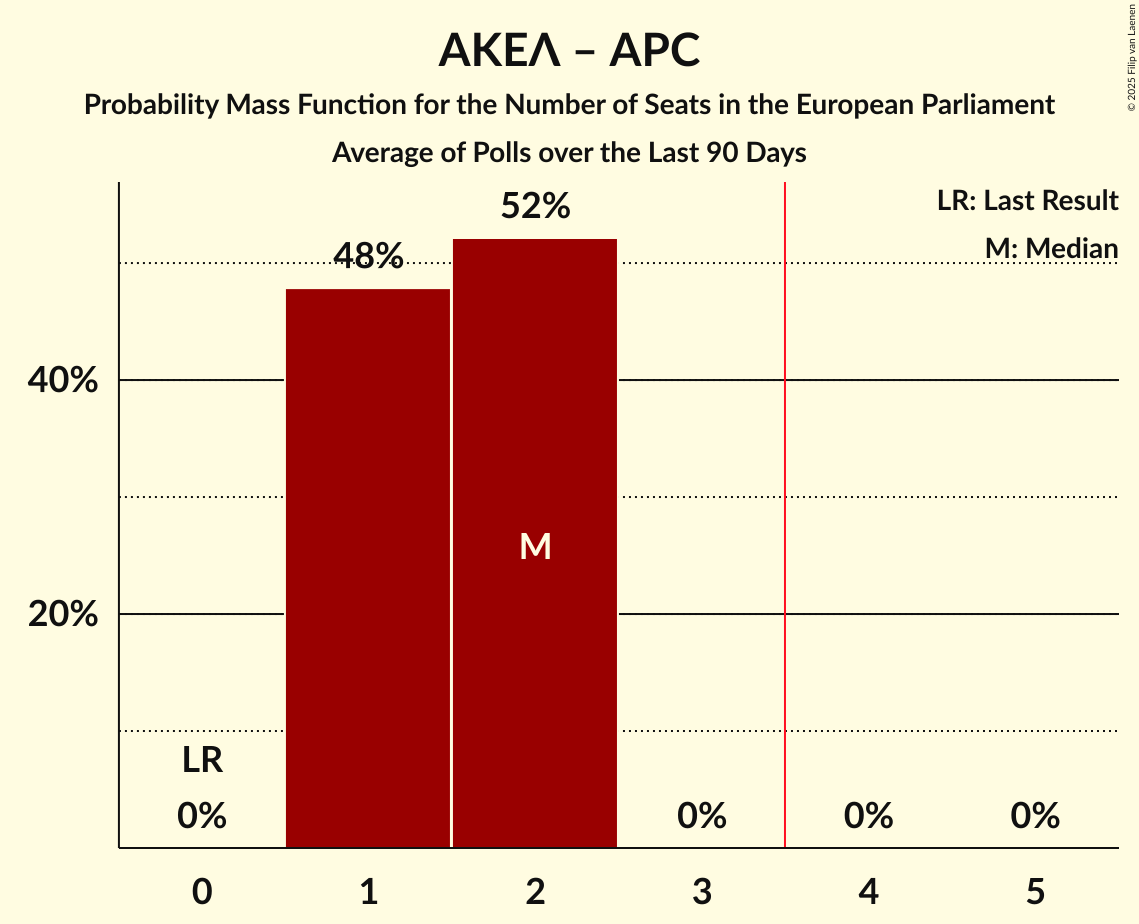 ΑΚΕΛ – APC
Probability Mass Function for the Number of Seats in the European Parliament
Average of Polls over the Last 90 Days
© 2025 Filip van Laenen
LR: Last Result
M: Median
52%
48%
40%
M
20%
LR
0%
0%
0%
0%
0
1
2
3
4
5